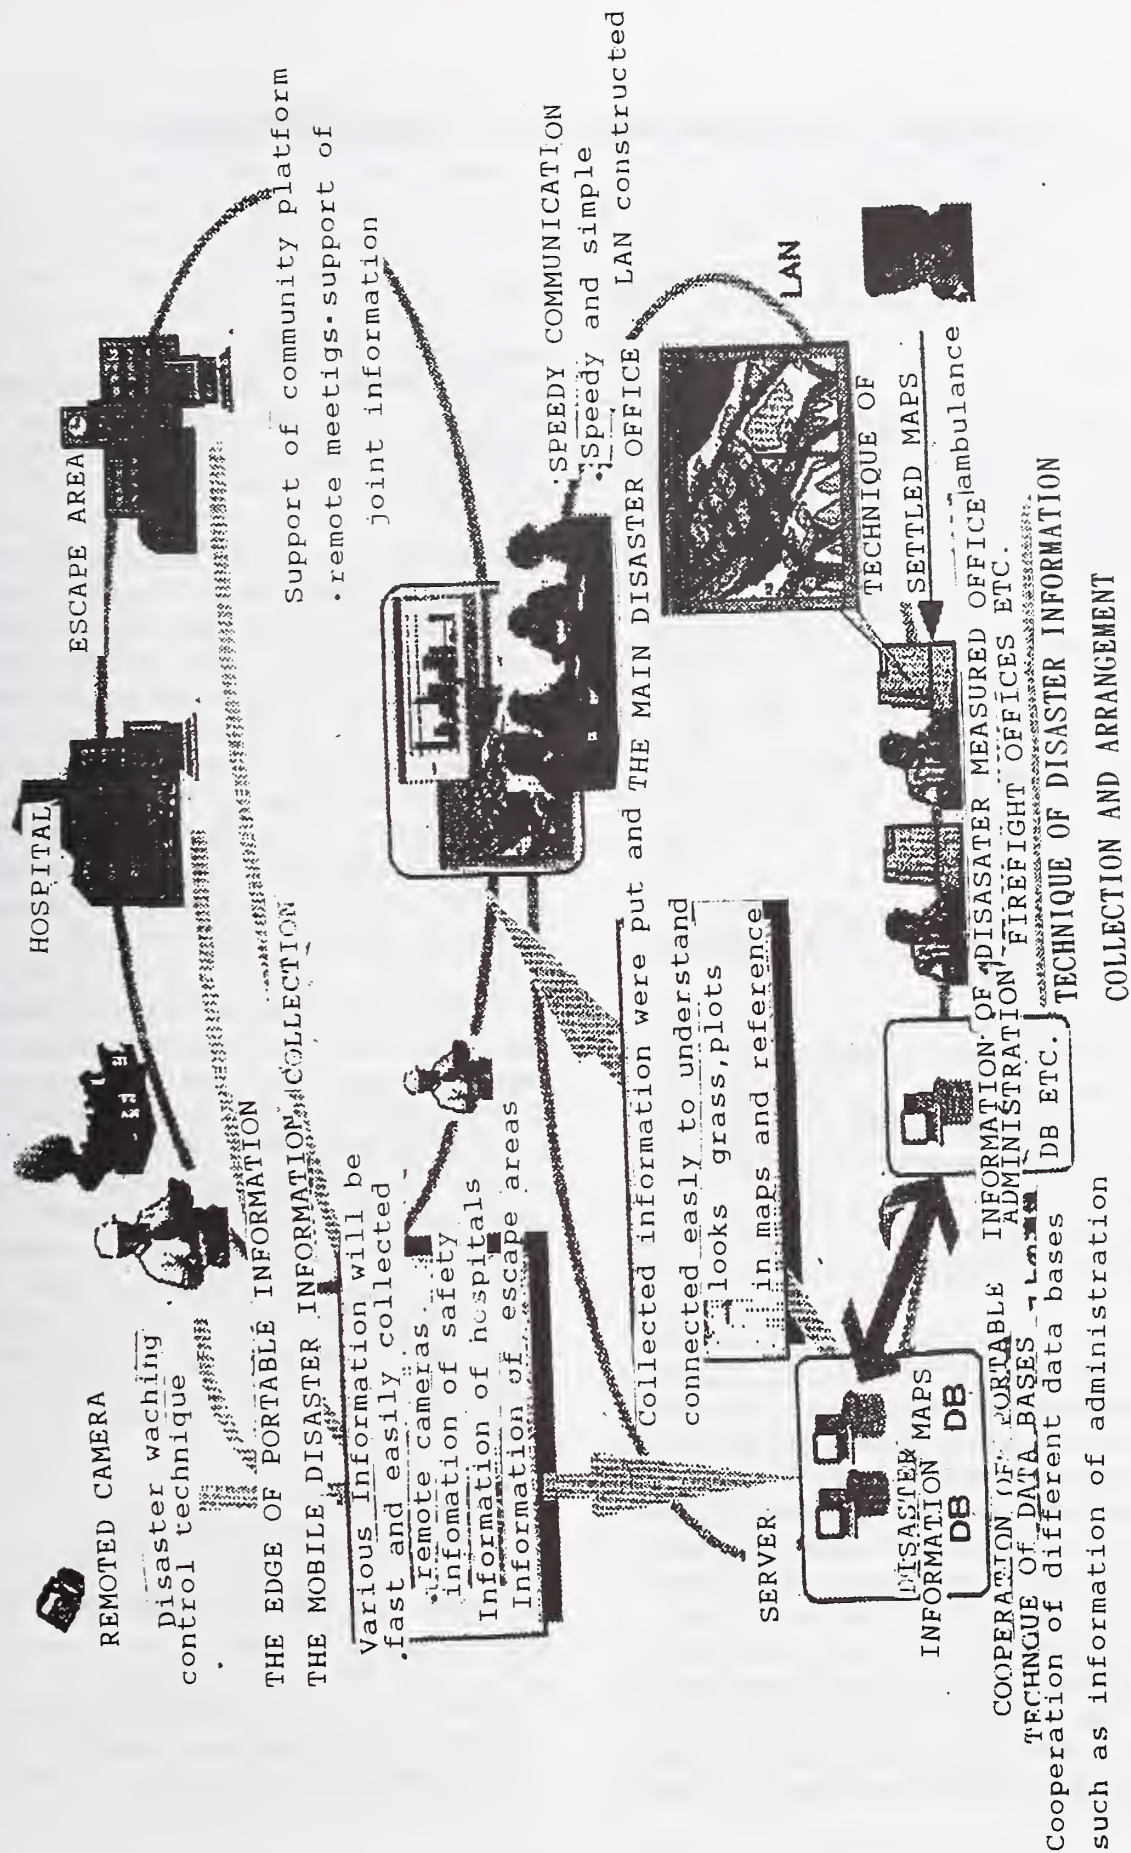 HOSPITAL
ESCAPE AREA
REMOTED CAMERA
Disaster waching
control technique
THE EDGE OF PORTABLE INFORMATION
THE MOBILE DISASTER INFORMATION COLLECTION
Various Information will be
fast and easily collected
remote cameras
infomation of safety
Information of hospitals
Information of escape areas
Support of community platform
remote meetigs·support of
joint information
SPEEDY COMMUNICATION
Speedy and simple
LAN constructed
Collected information were put and THE MAIN DISASTER OFFICE
connected easly to understand
looks grass,plots
in maps and reference
LAN
TECHNIQUE OF
SETTLED MAPS
ambulance
SERVER
DISASTER
INFORMATION MAPS
DB DB
COOPERATION OF PORTABLE INFORMATION OF DISASATER MEASURED OFFICE
ADMINISTRATION FIREFIGHT OFFICES ETC.
TECHNQUE OF DATA BASES
DB ETC.
TECHNIQUE OF DISASTER INFORMATION
COLLECTION AND ARRANGEMENT
Cooperation of different data bases
such as information of administration